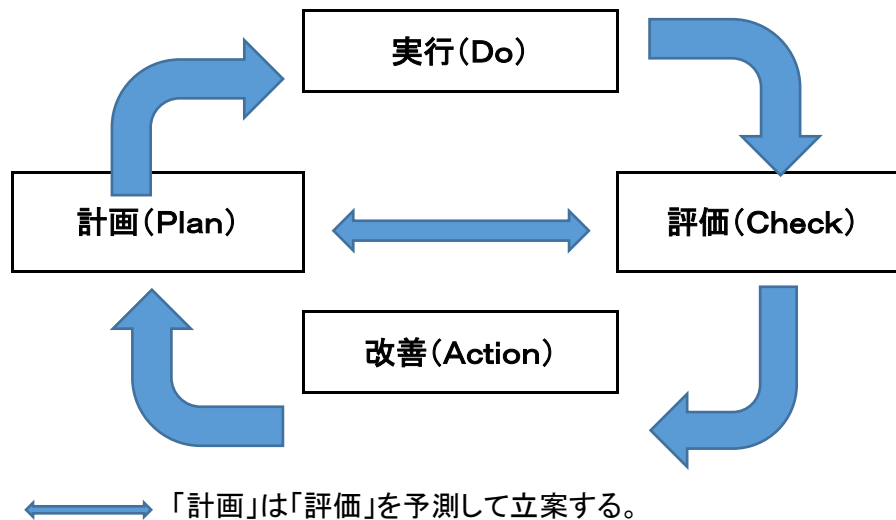 実行(Do)
計画(Plan)
評価(Check)
改善(Action)
「計画」は「評価」を予測して立案する。